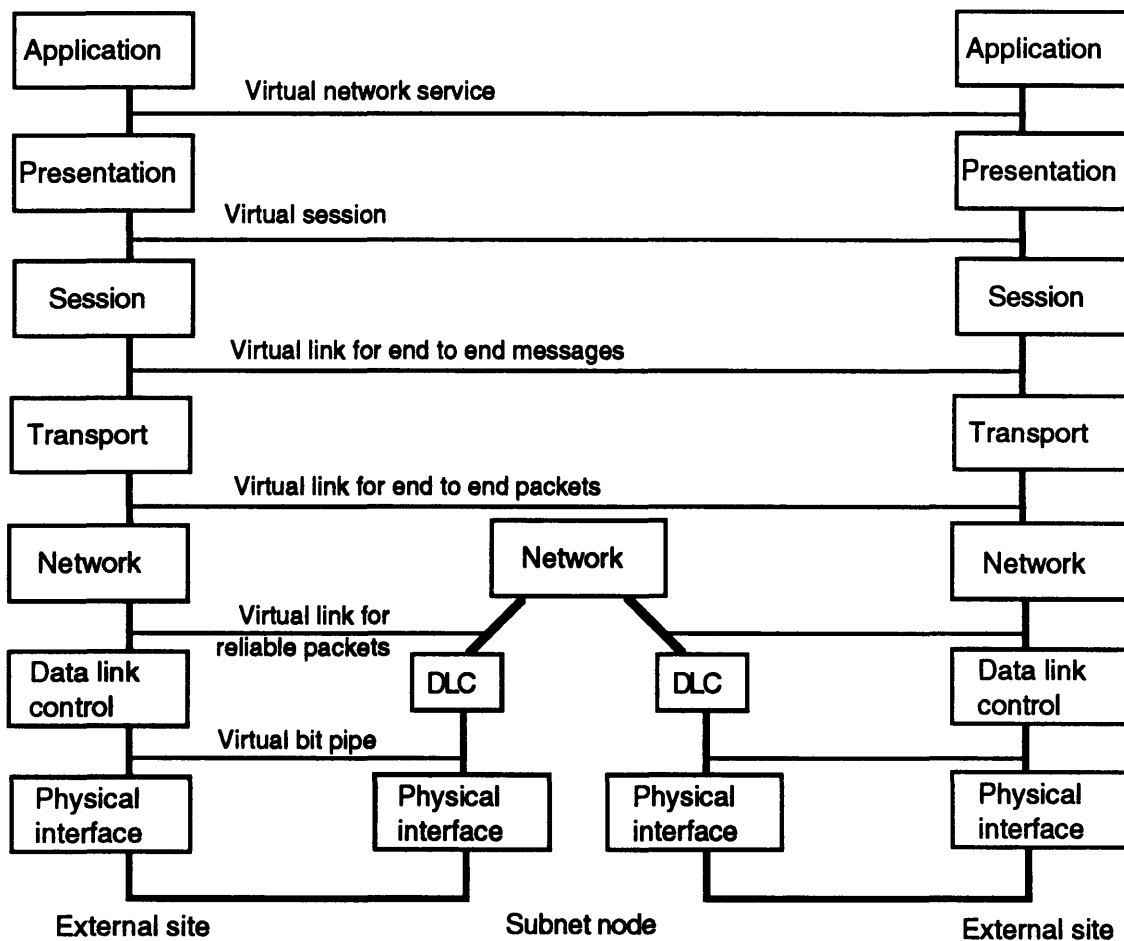 Application
Application
Virtual network service
Presentation
Presentation
Virtual session
Session
Session
Virtual link for end to end messages
Transport
Transport
Virtual link for end to end packets
Network
Network
Network
Virtual link for
reliable packets
Data link
control
DLC
DLC
Data link
control
Virtual bit pipe
Physical
interface
Physical
interface
Physical
interface
Physical
interface
External site
Subnet node
External site